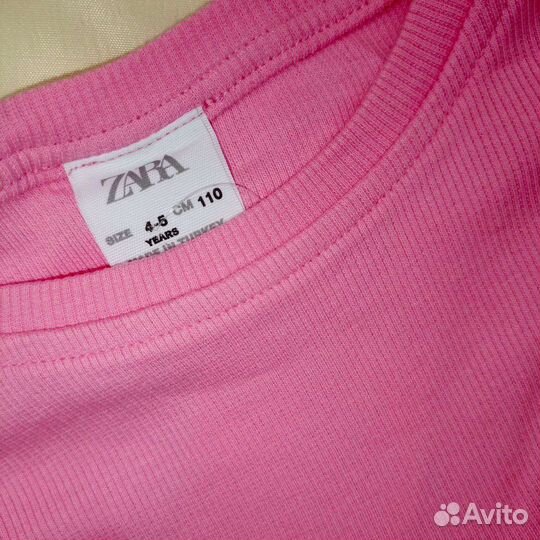 ZARA
SIZE 4-5 CM 110
YEARS
MADE IN TURKEY
Avito